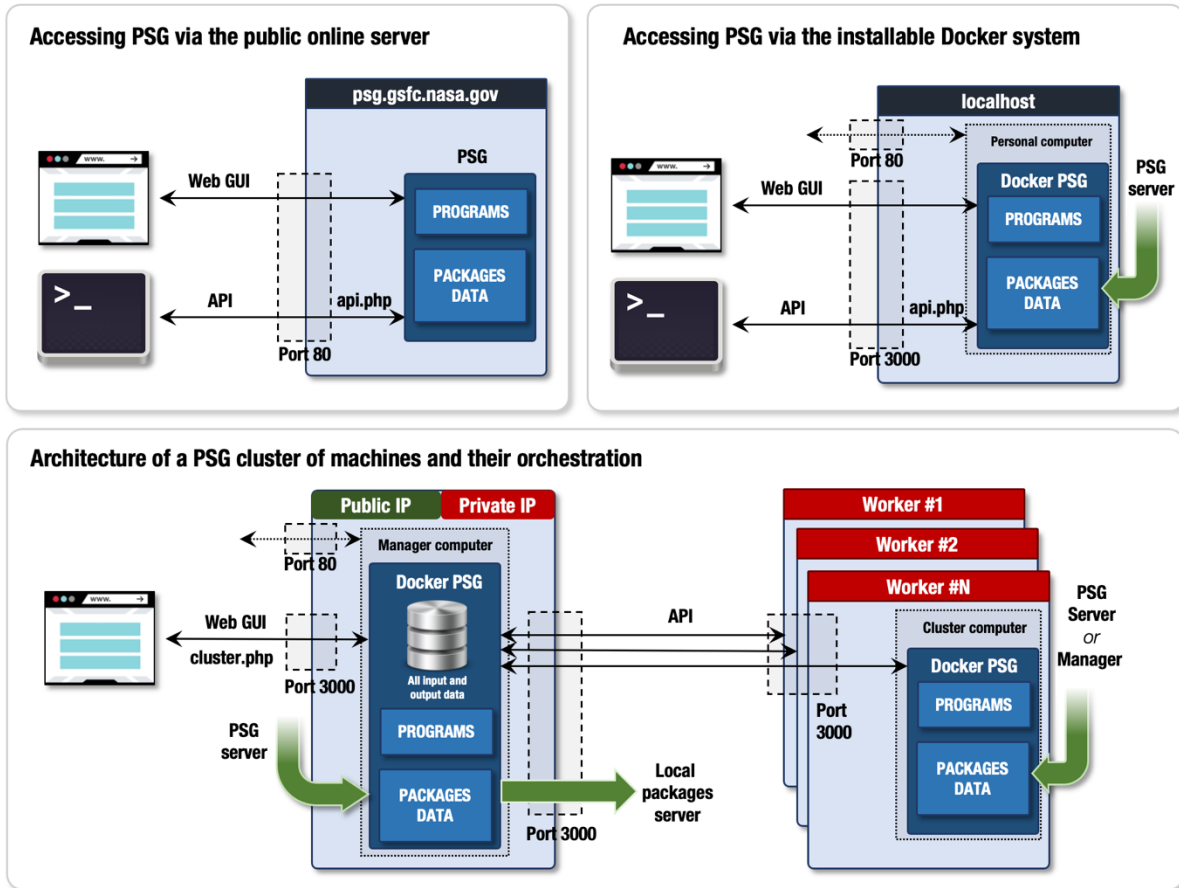 Accessing PSG via the public online server
psg.gsfc.nasa.gov
www.
PSG
Web GUI
PROGRAMS
PACKAGES
DATA
>_
API
api.php
Port 80
Accessing PSG via the installable Docker system
localhost
Personal computer
Port 80
www.
Web GUI
Docker PSG
PROGRAMS
PSG
server
PACKAGES
DATA
>_
API
api.php
Port 3000
Architecture of a PSG cluster of machines and their orchestration
Public IP
Private IP
Manager computer
Port 80
Docker PSG
www.
Web GUI
cluster.php
Port 3000
All input and
output data
PROGRAMS
PSG
server
PACKAGES
DATA
API
Port 3000
Local
packages
server
Worker #1
Worker #2
Worker #N
Cluster computer
Docker PSG
PROGRAMS
Port
3000
PACKAGES
DATA
PSG
Server
or
Manager